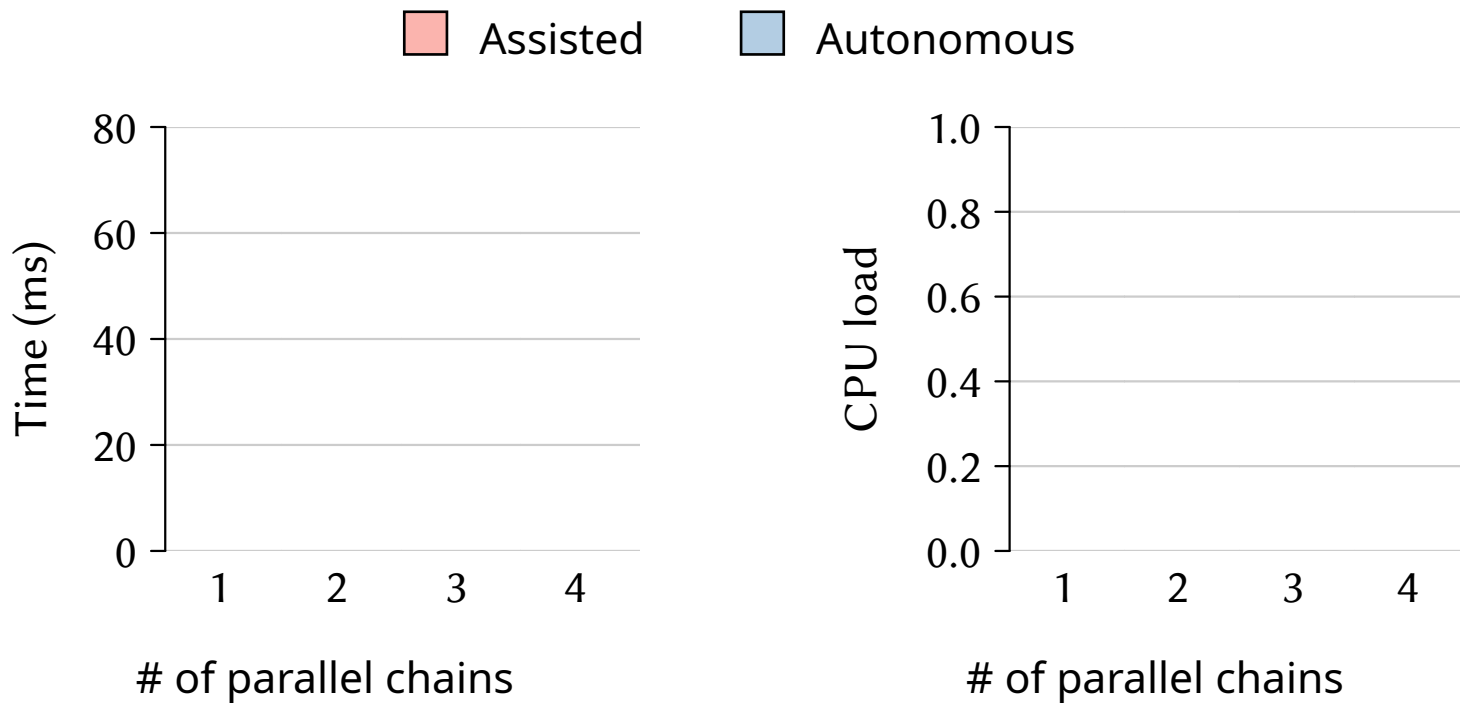 Assisted
Autonomous
Time (ms)
80
60
40
20
0
1 2 3 4
# of parallel chains
CPU load
1.0
0.8
0.6
0.4
0.2
0.0
1 2 3 4
# of parallel chains